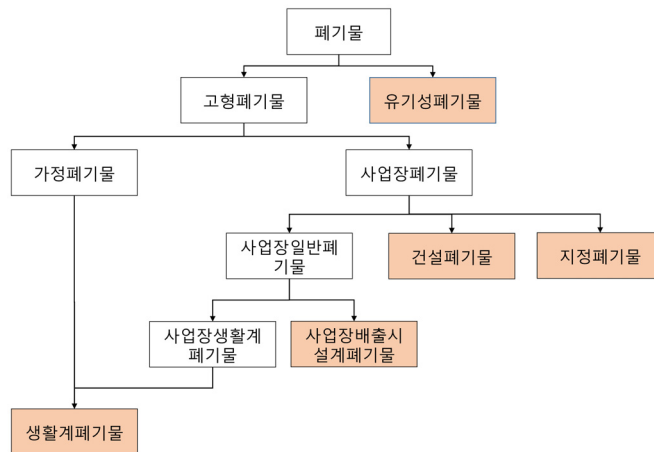 폐기물
고형폐기물
유기성폐기물
가정폐기물
사업장폐기물
사업장일반폐
기물
건설폐기물
지정폐기물
사업장생활계
폐기물
사업장배출시
설계폐기물
생활계폐기물